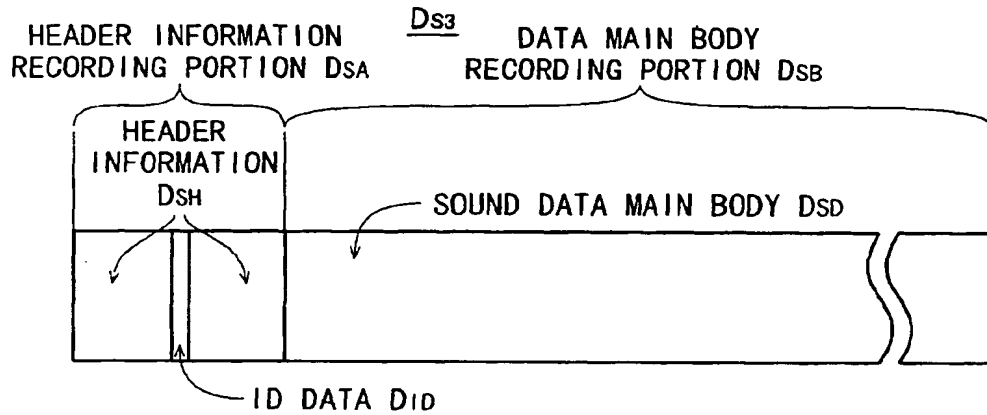 DS3
HEADER INFORMATION
RECORDING PORTION DSA
DATA MAIN BODY
RECORDING PORTION DSB
HEADER
INFORMATION
DSH
SOUND DATA MAIN BODY DSD
ID DATA DID